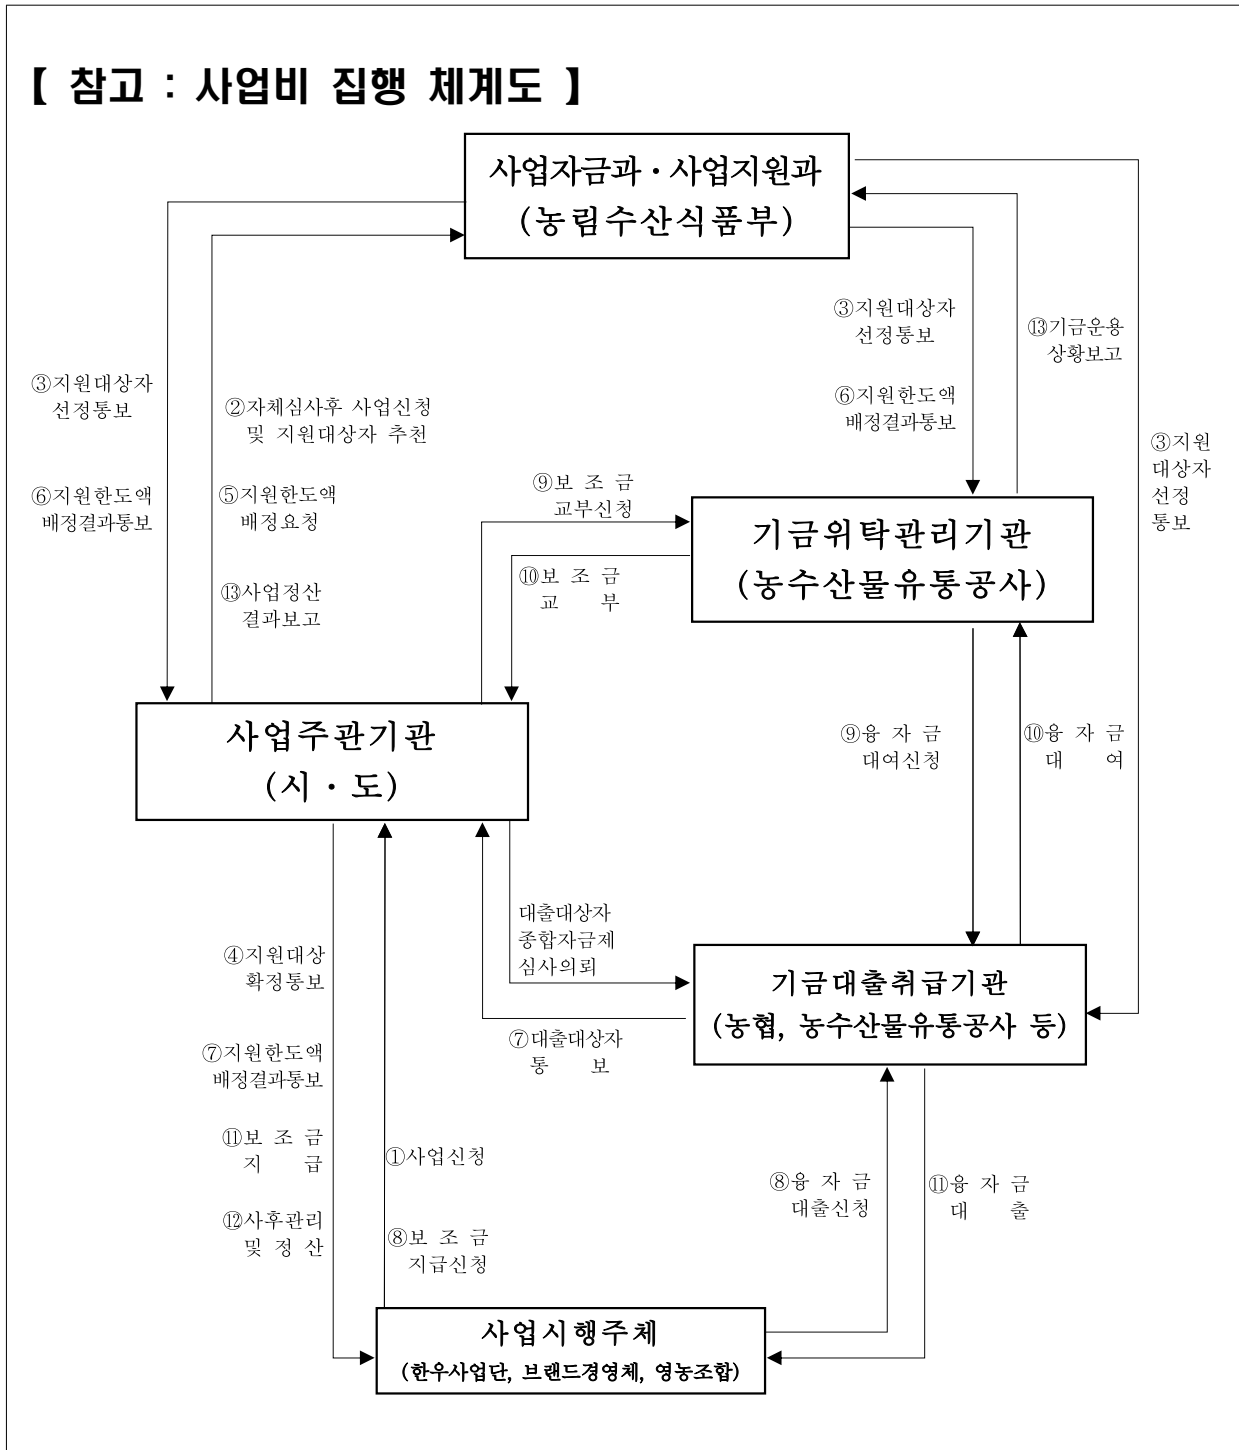 【 참고 : 사업비 집행 체계도 】
사업자금과·사업지원과
(농림수산식품부)
③지원대상자
선정통보
⑥지원한도액
배정결과통보
②자체심사후 사업신청
및 지원대상자 추천
⑤지원한도액
배정요청
⑬사업정산
결과보고
③지원대상자
선정통보
⑥지원한도액
배정결과통보
⑬기금운용
상황보고
③지원
대상자
선정
통보
⑨보 조 금
교부신청
⑩보 조 금
교 부
기금위탁관리기관
(농수산물유통공사)
사업주관기관
(시·도)
⑨융 자 금
대여신청
⑩융 자 금
대 여
대출대상자
종합자금제
심사의뢰
⑦대출대상자
통 보
기금대출취급기관
(농협, 농수산물유통공사 등)
④지원대상
확정통보
⑦지원한도액
배정결과통보
⑪보 조 금
지 급
⑫사후관리
및 정 산
①사업신청
⑧보 조 금
지급신청
⑧융 자 금
대출신청
⑪융 자 금
대 출
사업시행주체
(한우사업단, 브랜드경영체, 영농조합)